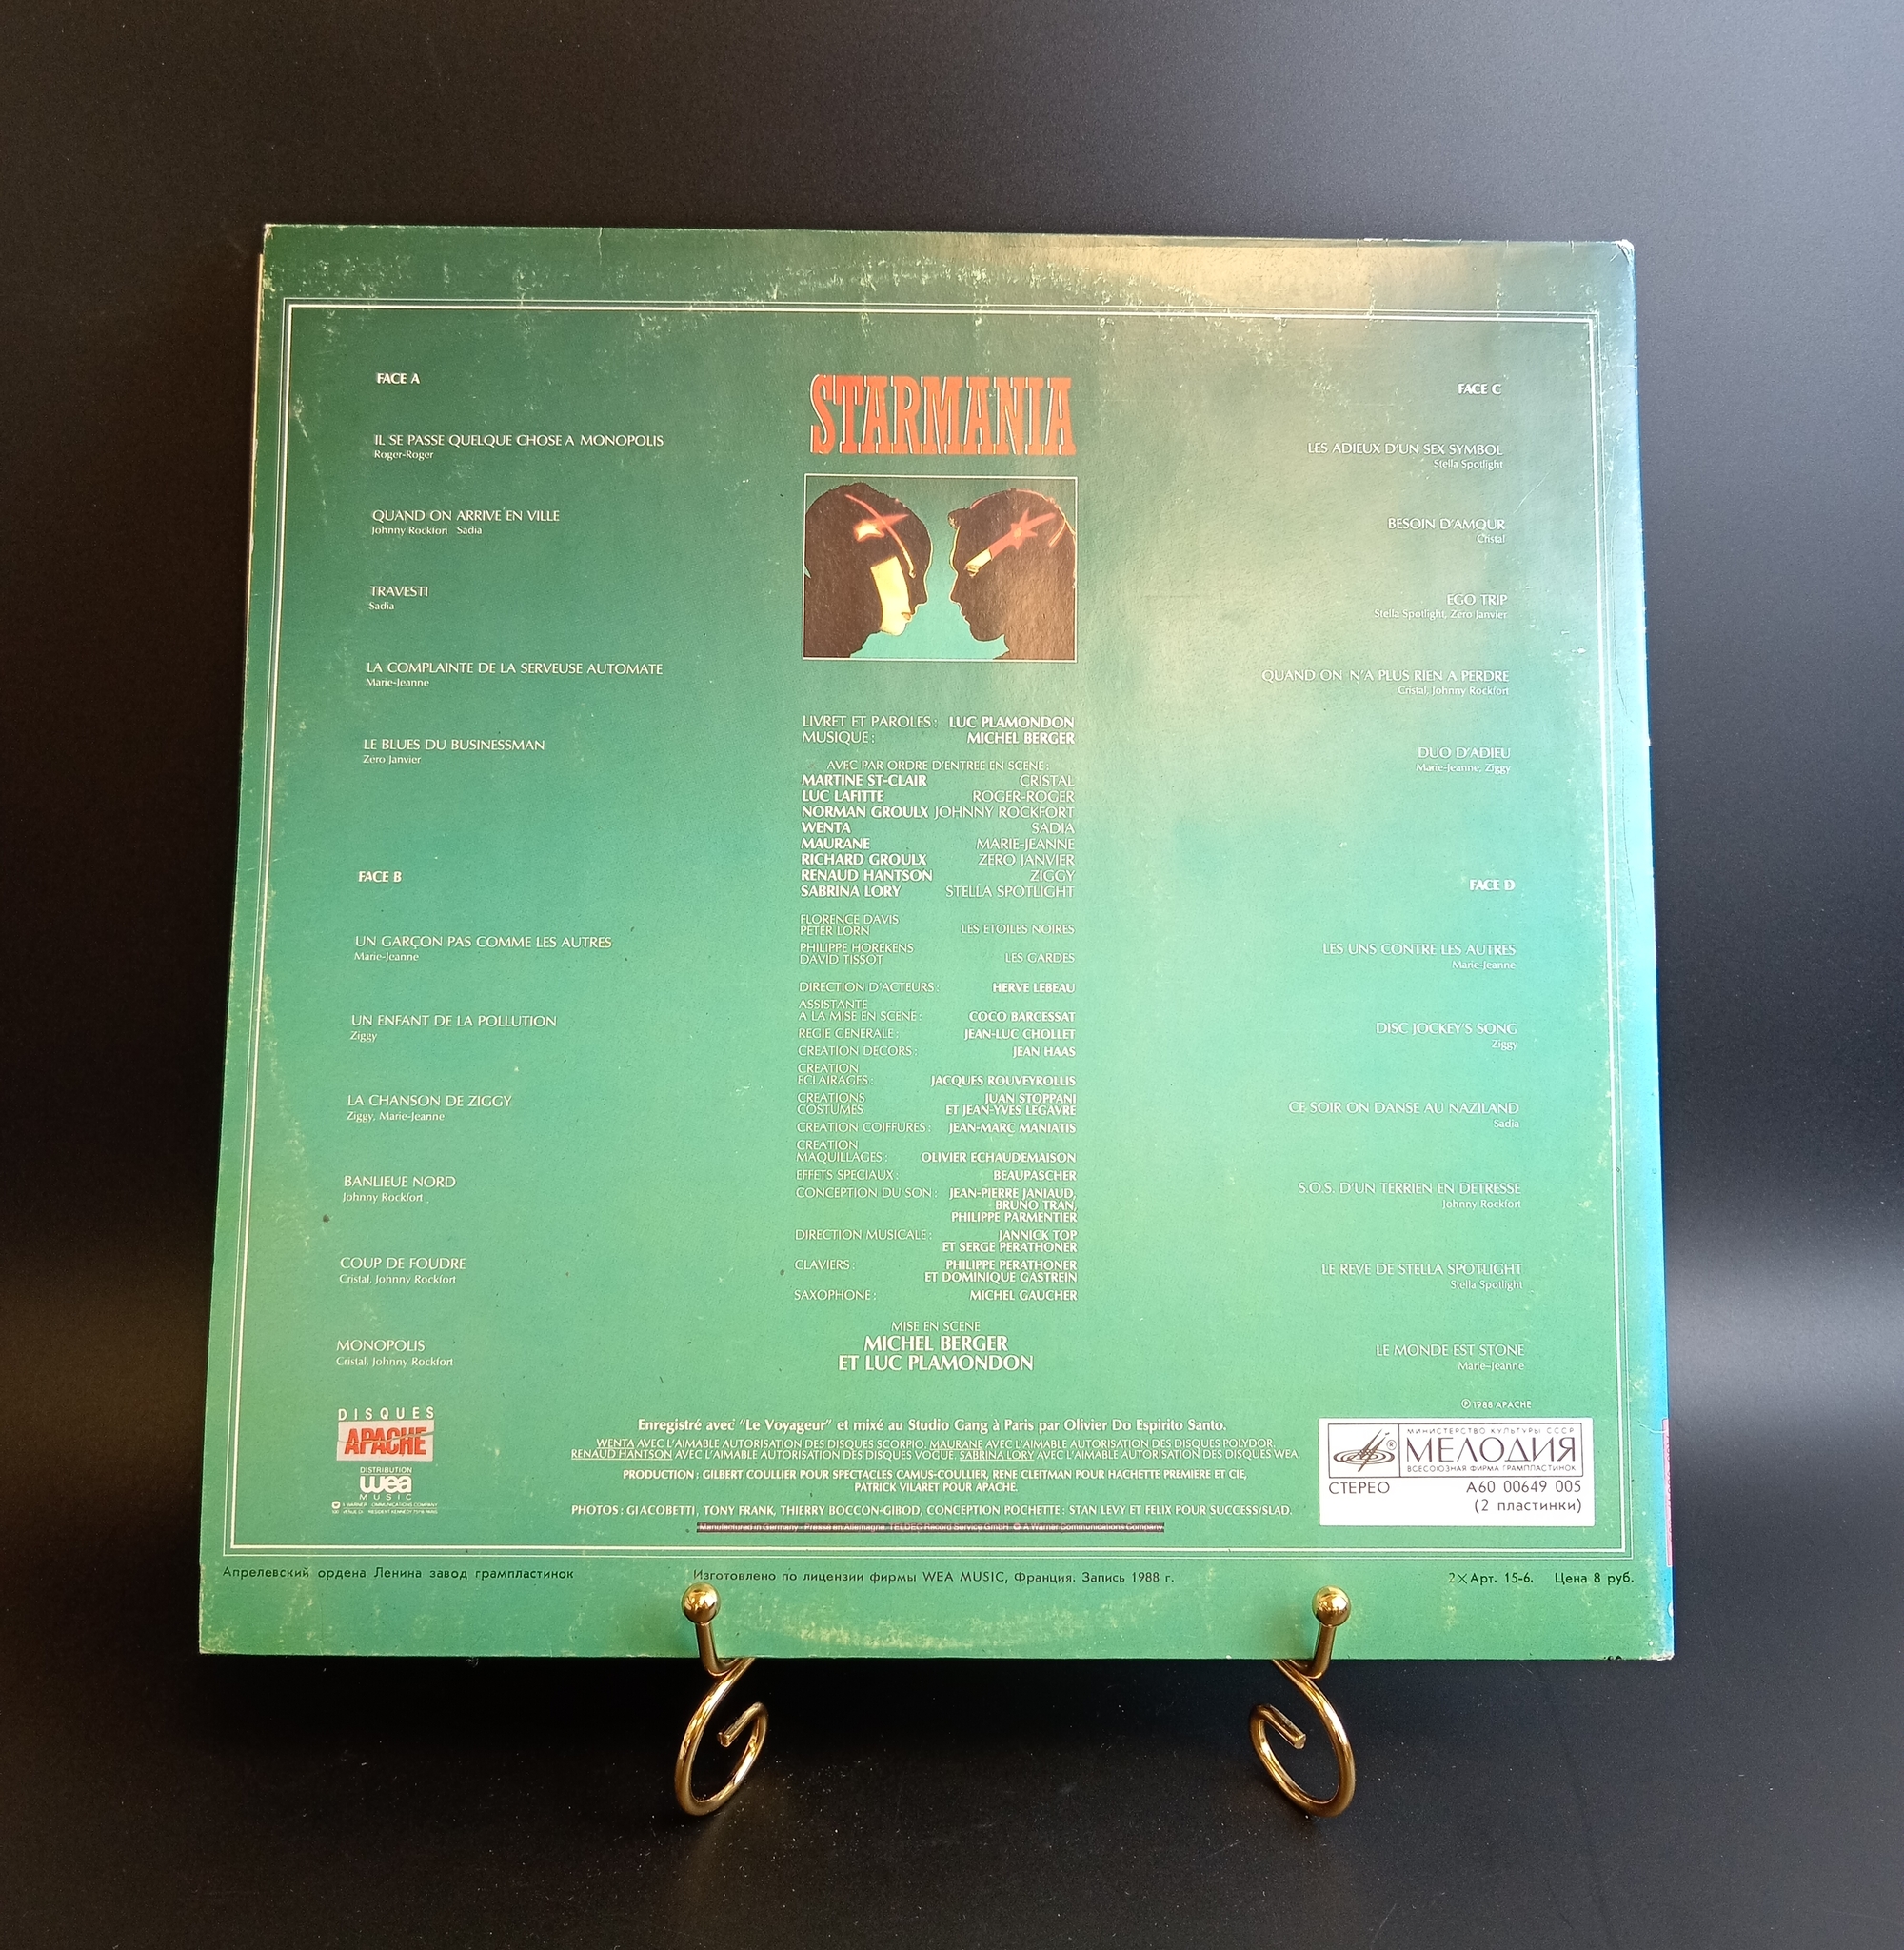 FACE A
IL SE PASSE QUELQUE CHOSE A MONOPOLIS
Roger-Roger
QUAND ON ARRIVE EN VILLE
Johnny Rockfort Sadia
TRAVESTI
Sadia
LA COMPLAINTE DE LA SERVEUSE AUTOMATE
Marie-Jeanne
LE BLUES DU BUSINESSMAN
Zero Janvier
FACE B
UN GARÇON PAS COMME LES AUTRES
Marie-Jeanne
UN ENFANT DE LA POLLUTION
Ziggy
LA CHANSON DE ZIGGY
Ziggy, Marie-Jeanne
BANLIEUE NORD
Johnny Rockfort
COUP DE FOUDRE
Cristal, Johnny Rockfort
MONOPOLIS
Cristal, Johnny Rockfort
STARMANIA
LIVRET ET PAROLES : LUC PLAMONDON
MUSIQUE : MICHEL BERGER
AVEC PAR ORDRE D'ENTREE EN SCENE :
MARTINE ST-CLAIR CRISTAL
LUC LAFITTE ROGER-ROGER
NORMAN GROULX JOHNNY ROCKFORT
WENTA SADIA
MAURANE MARIE-JEANNE
RICHARD GROULX ZERO JANVIER
RENAUD HANTSON ZIGGY
SABRINA LORY STELLA SPOTLIGHT
FLORENCE DAVIS
PETER LORN LES ETOILES NOIRES
PHILIPPE HOREKENS
DAVID TISSOT LES GARDES
DIRECTION D'ACTEURS : HERVE LEBEAU
ASSISTANTE
A LA MISE EN SCENE : COCO BARCESSAT
REGIE GENERALE : JEAN-LUC CHOLLET
CREATION DECORS : JEAN HAAS
CREATION
ECLAIRAGES : JACQUES ROUVEYROLLIS
CREATIONS JUAN STOPPANI
COSTUMES ET JEAN-YVES LEGAVRE
CREATION COIFFURES : JEAN-MARC MANIATIS
CREATION
MAQUILLAGES : OLIVIER ECHAUDEMAISON
EFFETS SPECIAUX : BEAUPASCHER
CONCEPTION DU SON : JEAN-PIERRE JANIAUD,
BRUNO TRAN,
PHILIPPE PARMENTIER
DIRECTION MUSICALE : JANNICK TOP
ET SERGE PERATHONER
CLAVIERS : PHILIPPE PERATHONER
ET DOMINIQUE GASTREIN
SAXOPHONE : MICHEL GAUCHER
MISE EN SCENE
MICHEL BERGER
ET LUC PLAMONDON
FACE C
LES ADIEUX D'UN SEX SYMBOL
Stella Spotlight
BESOIN D'AMOUR
Cristal
EGO TRIP
Stella Spotlight, Zero Janvier
QUAND ON N'A PLUS RIEN A PERDRE
Cristal, Johnny Rockfort
DUO D'ADIEU
Marie-Jeanne, Ziggy
FACE D
LES UNS CONTRE LES AUTRES
Marie-Jeanne
DISC JOCKEY'S SONG
Ziggy
CE SOIR ON DANSE AU NAZILAND
Sadia
S.O.S. D'UN TERRIEN EN DETRESSE
Johnny Rockfort
LE REVE DE STELLA SPOTLIGHT
Stella Spotlight
LE MONDE EST STONE
Marie-Jeanne
℗ 1988 APACHE
DISQUES
APACHE
DISTRIBUTION
wea
MUSIC
Enregistré avec "Le Voyageur" et mixé au Studio Gang à Paris par Olivier Do Espirito Santo.
WENTA AVEC L'AIMABLE AUTORISATION DES DISQUES SCORPIO, MAURANE AVEC L'AIMABLE AUTORISATION DES DISQUES POLYDOR,
RENAUD HANTSON AVEC L'AIMABLE AUTORISATION DES DISQUES VOGUE, SABRINA LORY AVEC L'AIMABLE AUTORISATION DES DISQUES WEA.
PRODUCTION : GILBERT COULLIER POUR SPECTACLES CAMUS-COULLIER, RENE CLEITMAN POUR HACHETTE PREMIERE ET CIE,
PATRICK VILARET POUR APACHE.
PHOTOS : GIACOBETTI, TONY FRANK, THIERRY BOCCON-GIBOD, CONCEPTION POCHETTE : STAN LEVY ET FELIX POUR SUCCESS/SLAD.
Manufactured in Germany · Pressé en Allemagne · TELDEC Record Service GmbH · A Warner Communications Company
МИНИСТЕРСТВО КУЛЬТУРЫ СССР
® МЕЛОДИЯ
ВСЕСОЮЗНАЯ ФИРМА ГРАМПЛАСТИНОК
СТЕРЕО А60 00649 005
(2 пластинки)
Апрелевский ордена Ленина завод грампластинок Изготовлено по лицензии фирмы WEA MUSIC, Франция. Запись 1988 г. 2×Арт. 15-6. Цена 8 руб.